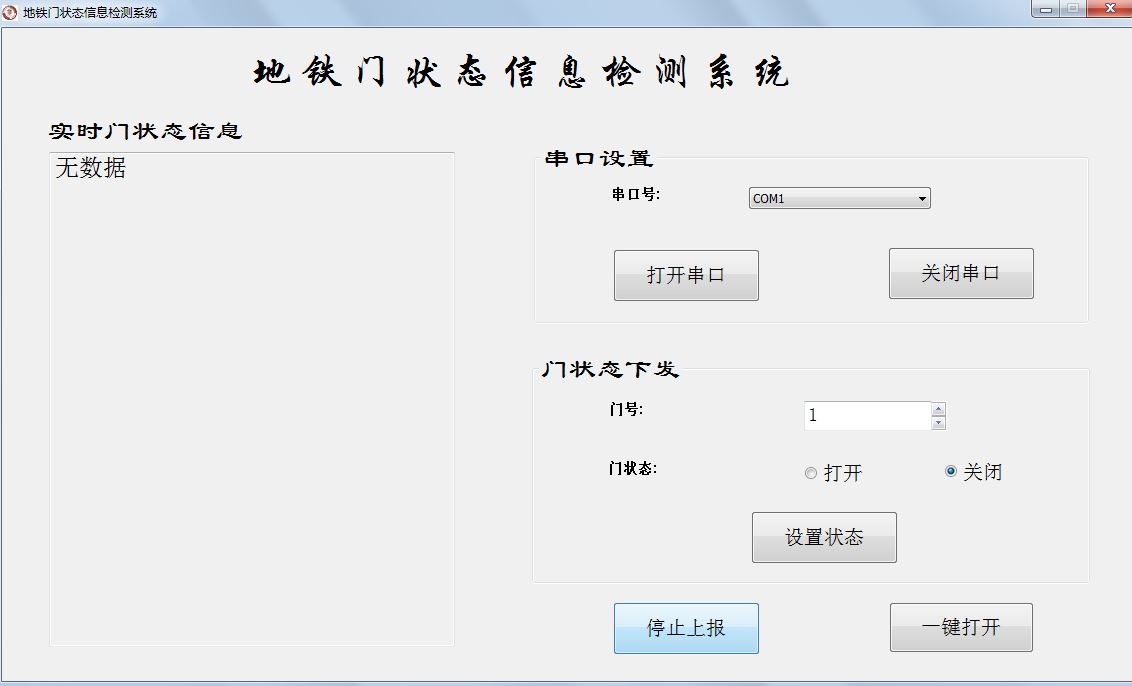 地铁门状态信息检测系统
地铁门状态信息检测系统
实时门状态信息
无数据
串口设置
串口号:
COM1
打开串口
关闭串口
门状态下发
门号:
1
门状态:
打开
关闭
设置状态
停止上报
一键打开